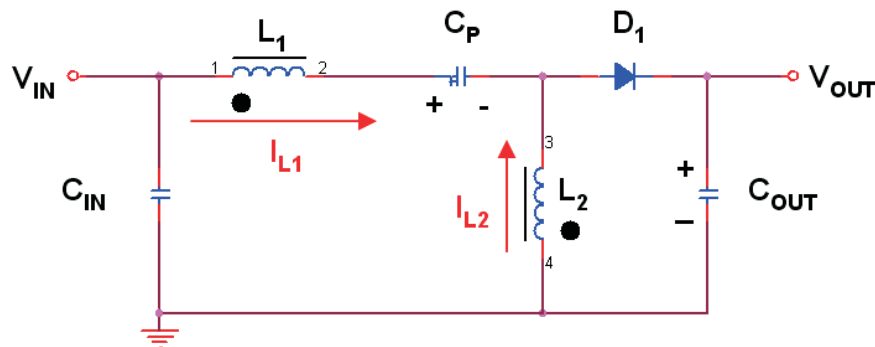 L1
CP
D1
1
2
VIN
VOUT
+
-
IL1
3
CIN
IL2
L2
+
COUT
–
4